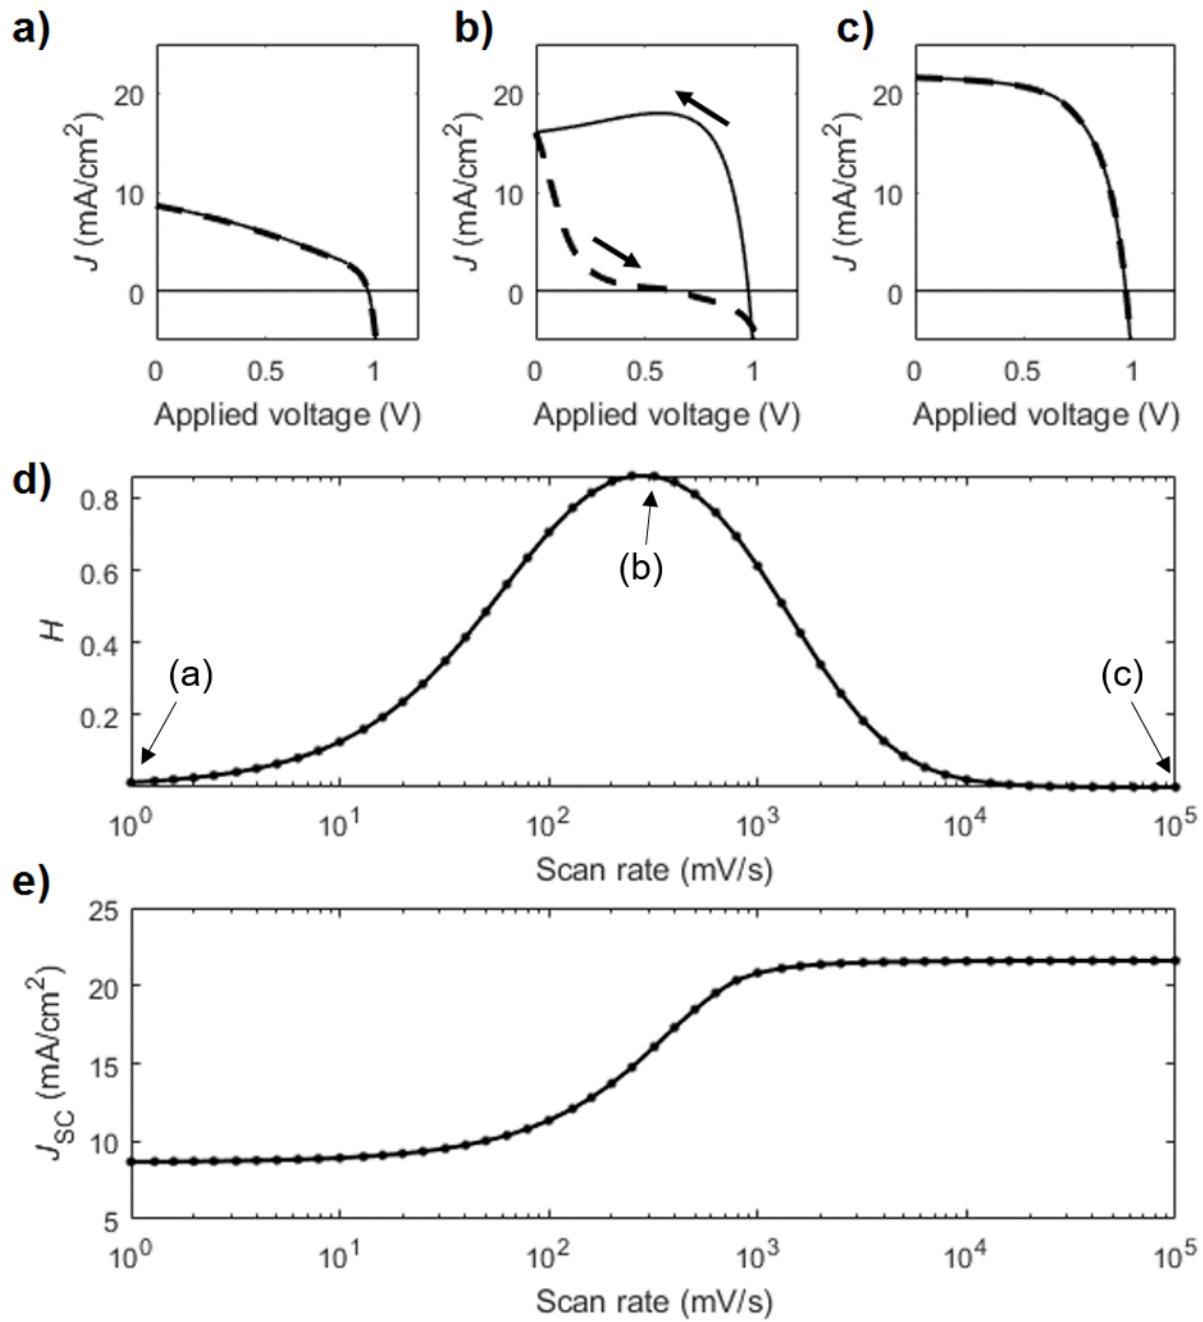 a)
b)
c)
J (mA/cm²)
20
10
0
0 0.5 1
Applied voltage (V)
J (mA/cm²)
20
10
0
0 0.5 1
Applied voltage (V)
J (mA/cm²)
20
10
0
0 0.5 1
Applied voltage (V)
d)
H
0.8
0.6
0.4
0.2
(a)
(b)
(c)
10⁰ 10¹ 10² 10³ 10⁴ 10⁵
Scan rate (mV/s)
e)
J_SC (mA/cm²)
25
20
15
10
5
10⁰ 10¹ 10² 10³ 10⁴ 10⁵
Scan rate (mV/s)